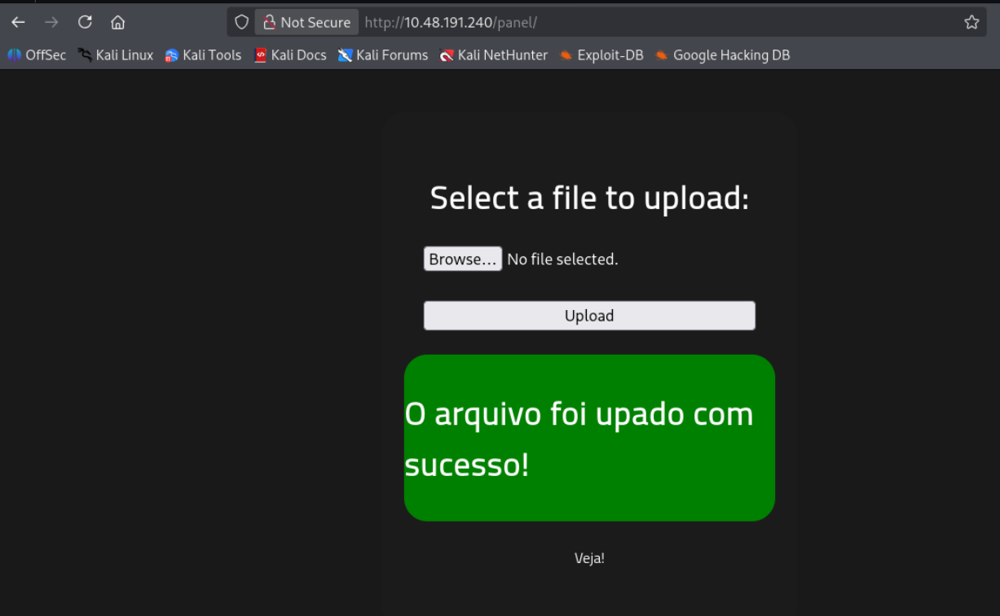 Not Secure http://10.48.191.240/panel/
OffSec Kali Linux Kali Tools Kali Docs Kali Forums Kali NetHunter Exploit-DB Google Hacking DB
Select a file to upload:
Browse... No file selected.
Upload
O arquivo foi upado com
sucesso!
Veja!